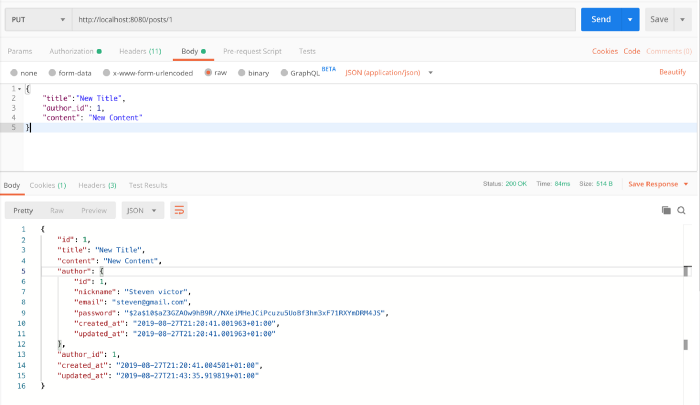 PUT http://localhost:8080/posts/1 Send Save
Params Authorization Headers (11) Body Pre-request Script Tests Cookies Code Comments (0)
none form-data x-www-form-urlencoded raw binary GraphQL BETA JSON (application/json) Beautify
1 {
2 "title":"New Title",
3 "author_id": 1,
4 "content": "New Content"
5 }
Body Cookies (1) Headers (3) Test Results Status: 200 OK Time: 84ms Size: 514 B Save Response
Pretty Raw Preview JSON
1 {
2 "id": 1,
3 "title": "New Title",
4 "content": "New Content",
5 "author": {
6 "id": 1,
7 "nickname": "Steven victor",
8 "email": "steven@gmail.com",
9 "password":
10 "created_at": "2019-08-27T21:20:41.001963+01:00",
11 "updated_at": "2019-08-27T21:20:41.001963+01:00"
12 },
13 "author_id": 1,
14 "created_at": "2019-08-27T21:20:41.004501+01:00",
15 "updated_at": "2019-08-27T21:43:35.919819+01:00"
16 }